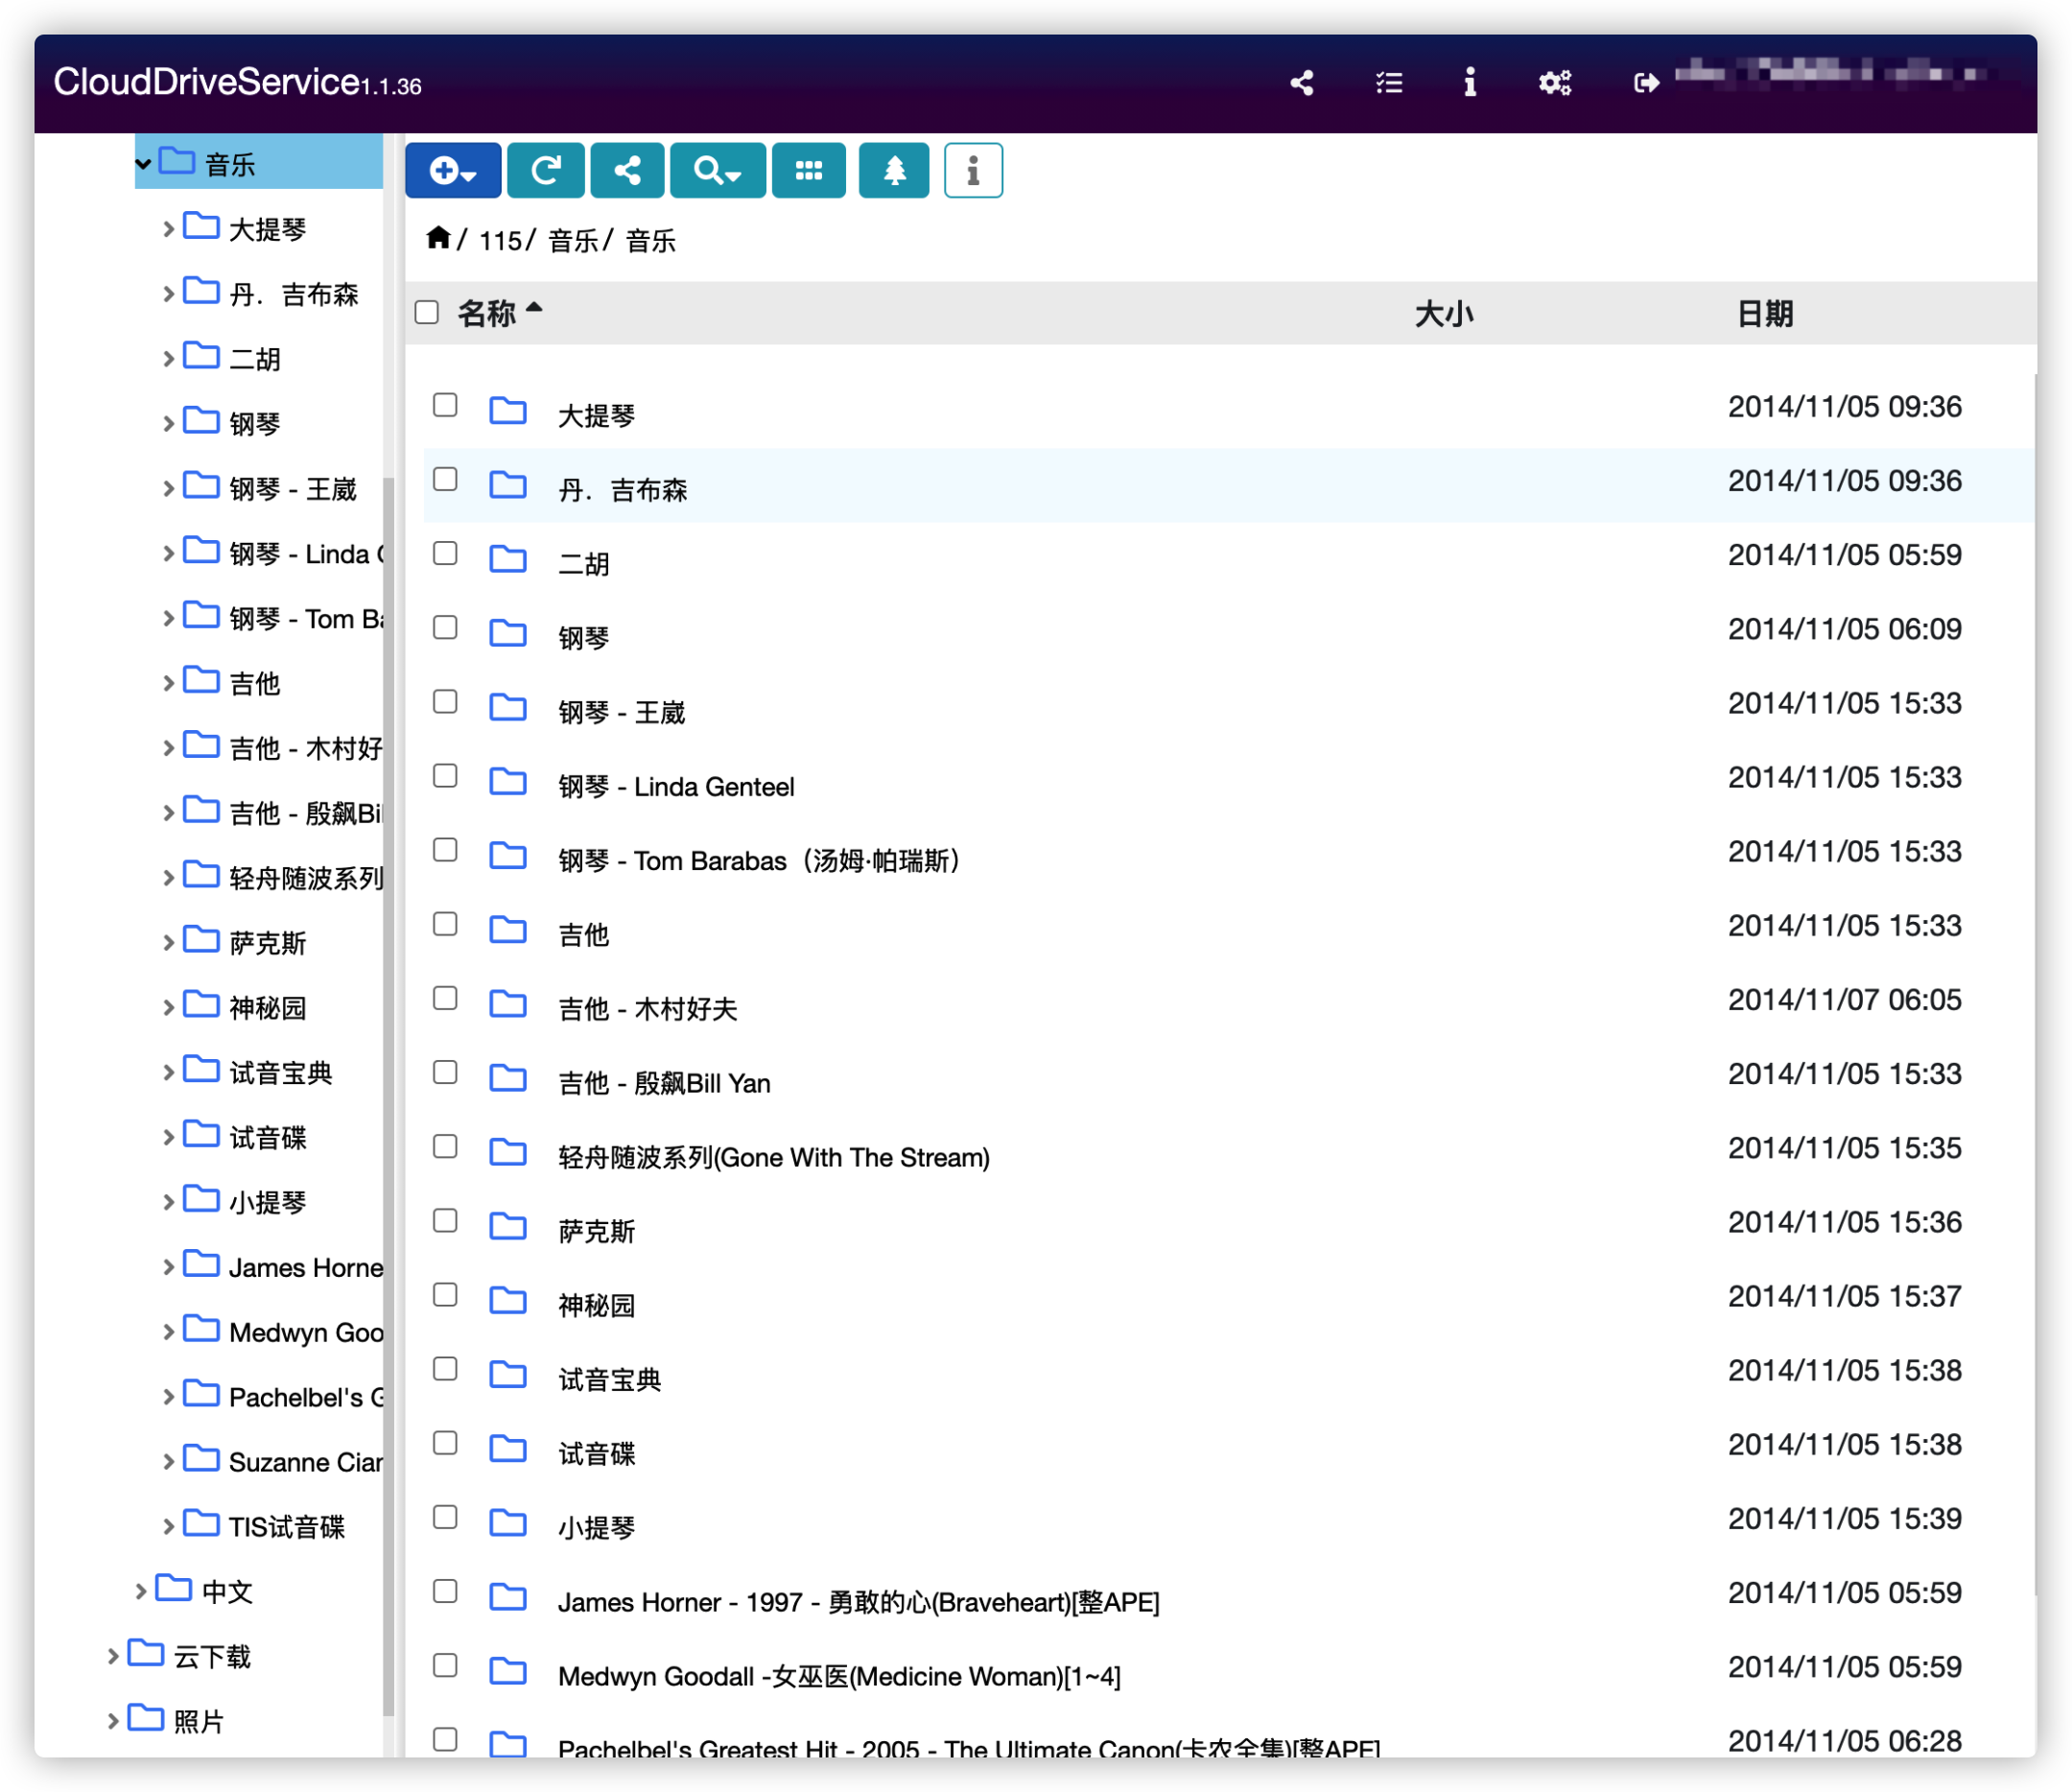 CloudDriveService1.1.36
音乐
大提琴
丹．吉布森
二胡
钢琴
钢琴 - 王崴
钢琴 - Linda
钢琴 - Tom
吉他
吉他 - 木村好
吉他 - 殷飙Bil
轻舟随波系列
萨克斯
神秘园
试音宝典
试音碟
小提琴
James Horne
Medwyn Goo
Pachelbel's
Suzanne
TIS试音碟
中文
云下载
照片
/ 115/ 音乐/ 音乐
名称 大小 日期
大提琴 2014/11/05 09:36
丹．吉布森 2014/11/05 09:36
二胡 2014/11/05 05:59
钢琴 2014/11/05 06:09
钢琴 - 王崴 2014/11/05 15:33
钢琴 - Linda Genteel 2014/11/05 15:33
钢琴 - Tom Barabas（汤姆·帕瑞斯） 2014/11/05 15:33
吉他 2014/11/05 15:33
吉他 - 木村好夫 2014/11/07 06:05
吉他 - 殷飙Bill Yan 2014/11/05 15:33
轻舟随波系列(Gone With The Stream) 2014/11/05 15:35
萨克斯 2014/11/05 15:36
神秘园 2014/11/05 15:37
试音宝典 2014/11/05 15:38
试音碟 2014/11/05 15:38
小提琴 2014/11/05 15:39
James Horner - 1997 - 勇敢的心(Braveheart)[整APE] 2014/11/05 05:59
Medwyn Goodall -女巫医(Medicine Woman)[1~4] 2014/11/05 05:59
Pachelbel's Greatest Hit - 2005 - The Ultimate Canon(卡农全集)[整APE] 2014/11/05 06:28